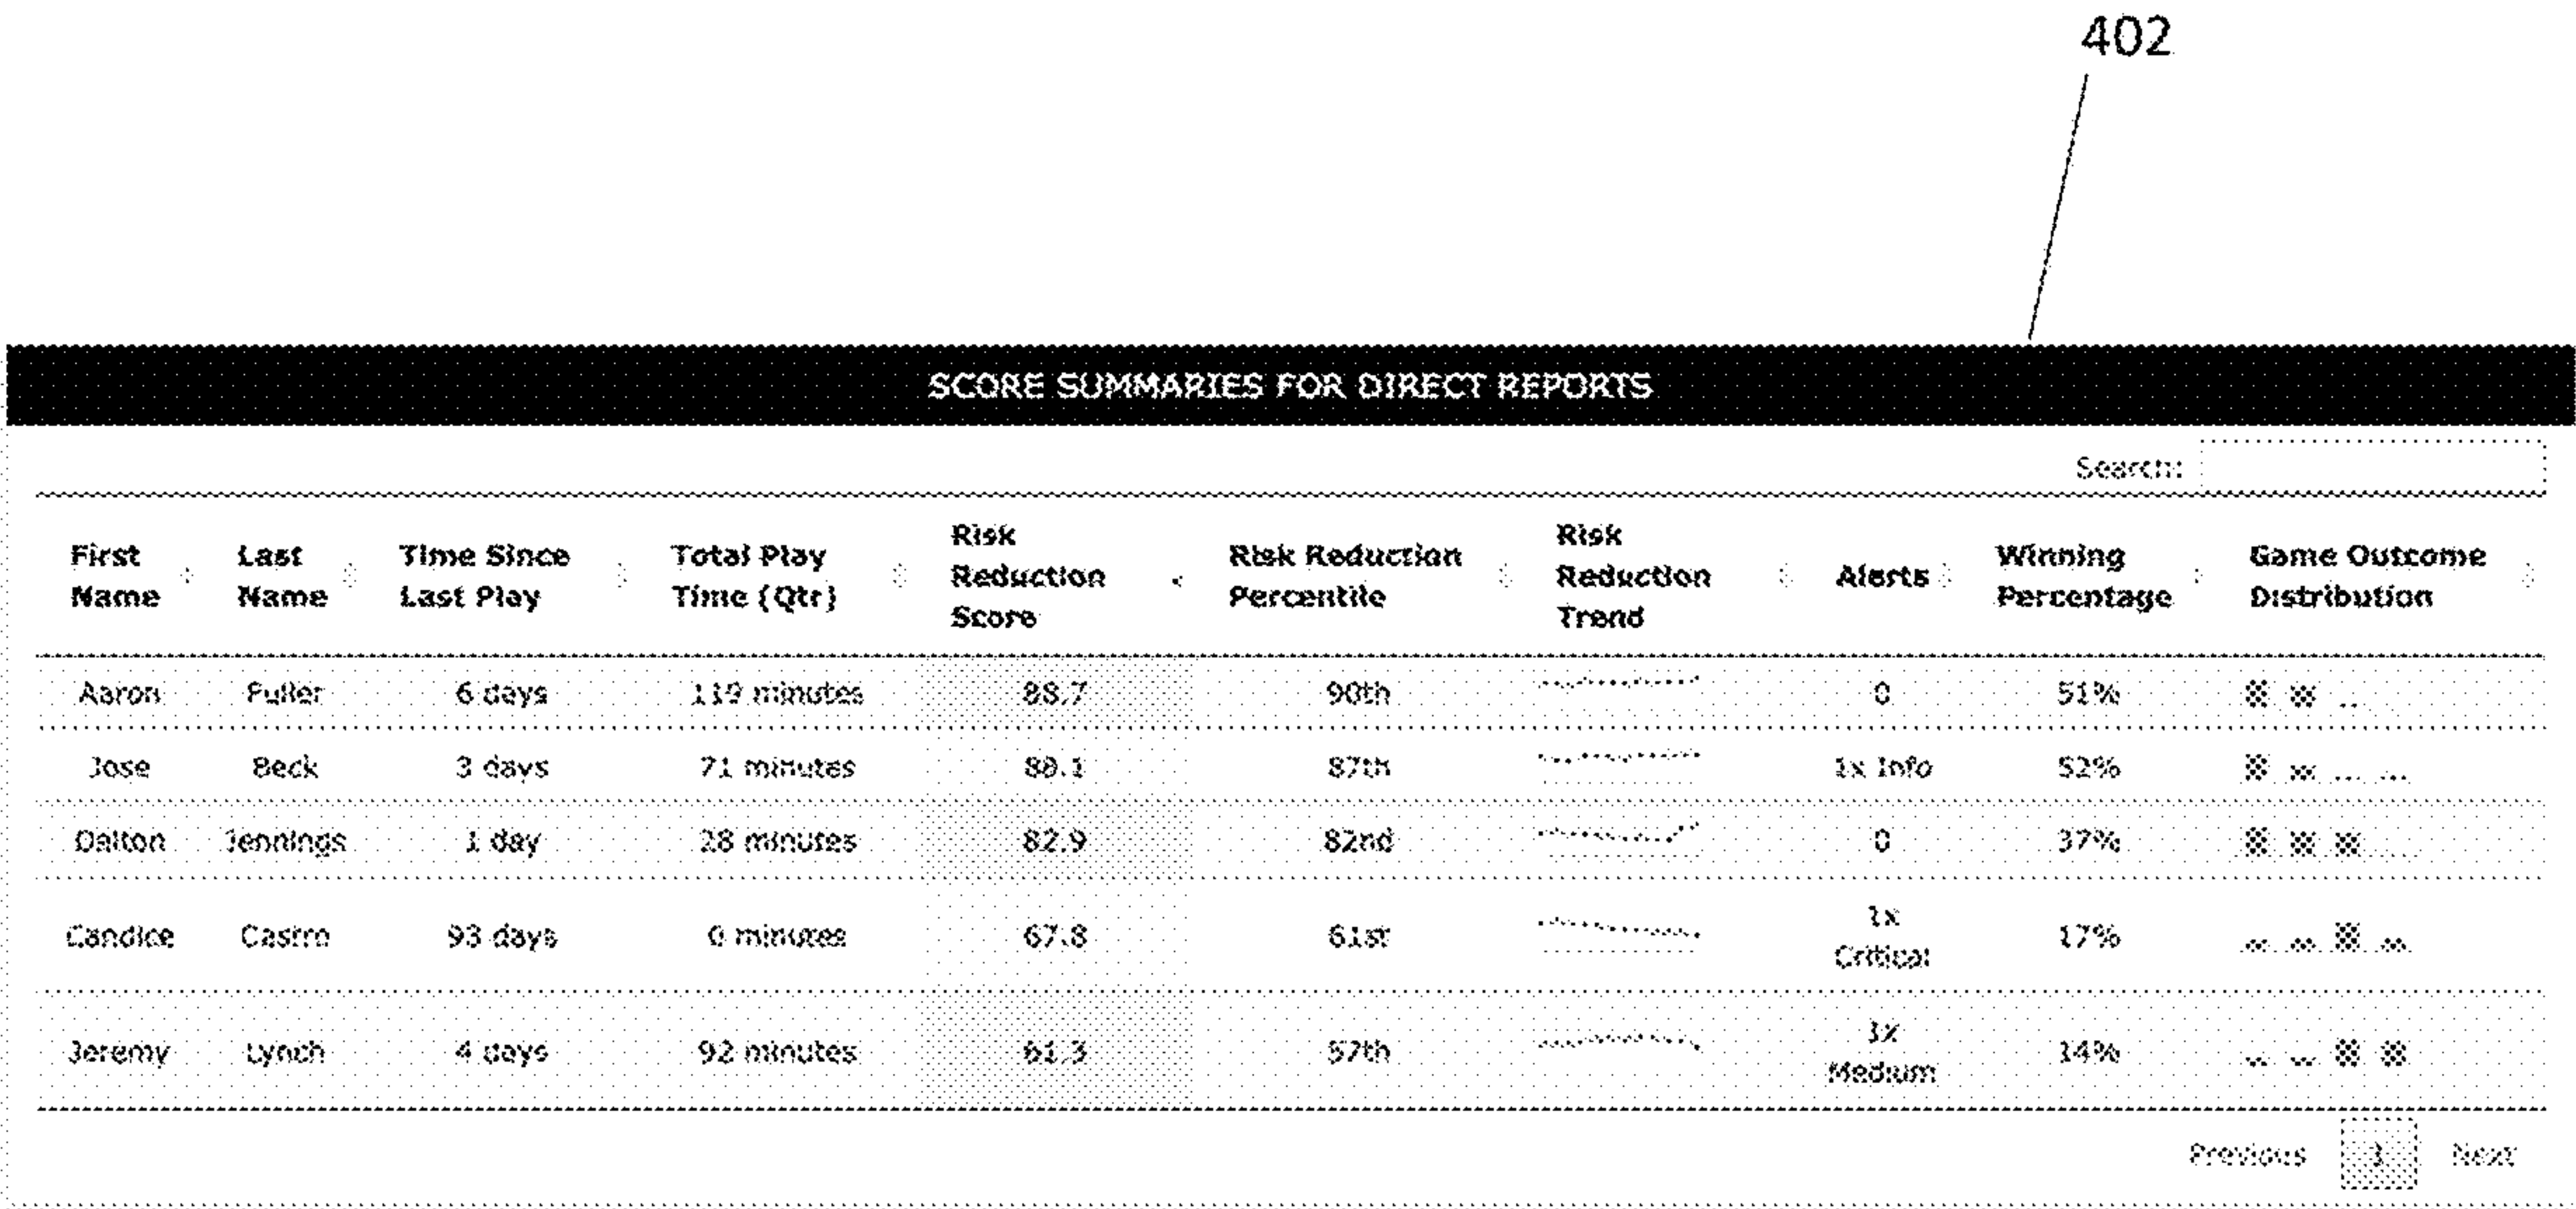 402
SCORE SUMMARIES FOR DIRECT REPORTS
Search:
First Name Last Name Time Since Last Play Total Play Time (Qtr) Risk Reduction Score Risk Reduction Percentile Risk Reduction Trend Alerts Winning Percentage Game Outcome Distribution
Aaron Fuller 6 days 119 minutes 88.7 90th 0 51%
Jose Beck 3 days 71 minutes 87th 1x Info 52%
Dalton Jennings 1 day 28 minutes 82.9 82nd 0 37%
Candice Castro 93 days 0 minutes 67.8 61st 1x Critical 17%
Jeremy Lynch 4 days 92 minutes 61.3 57th 1x Medium 14%
Previous 1 Next